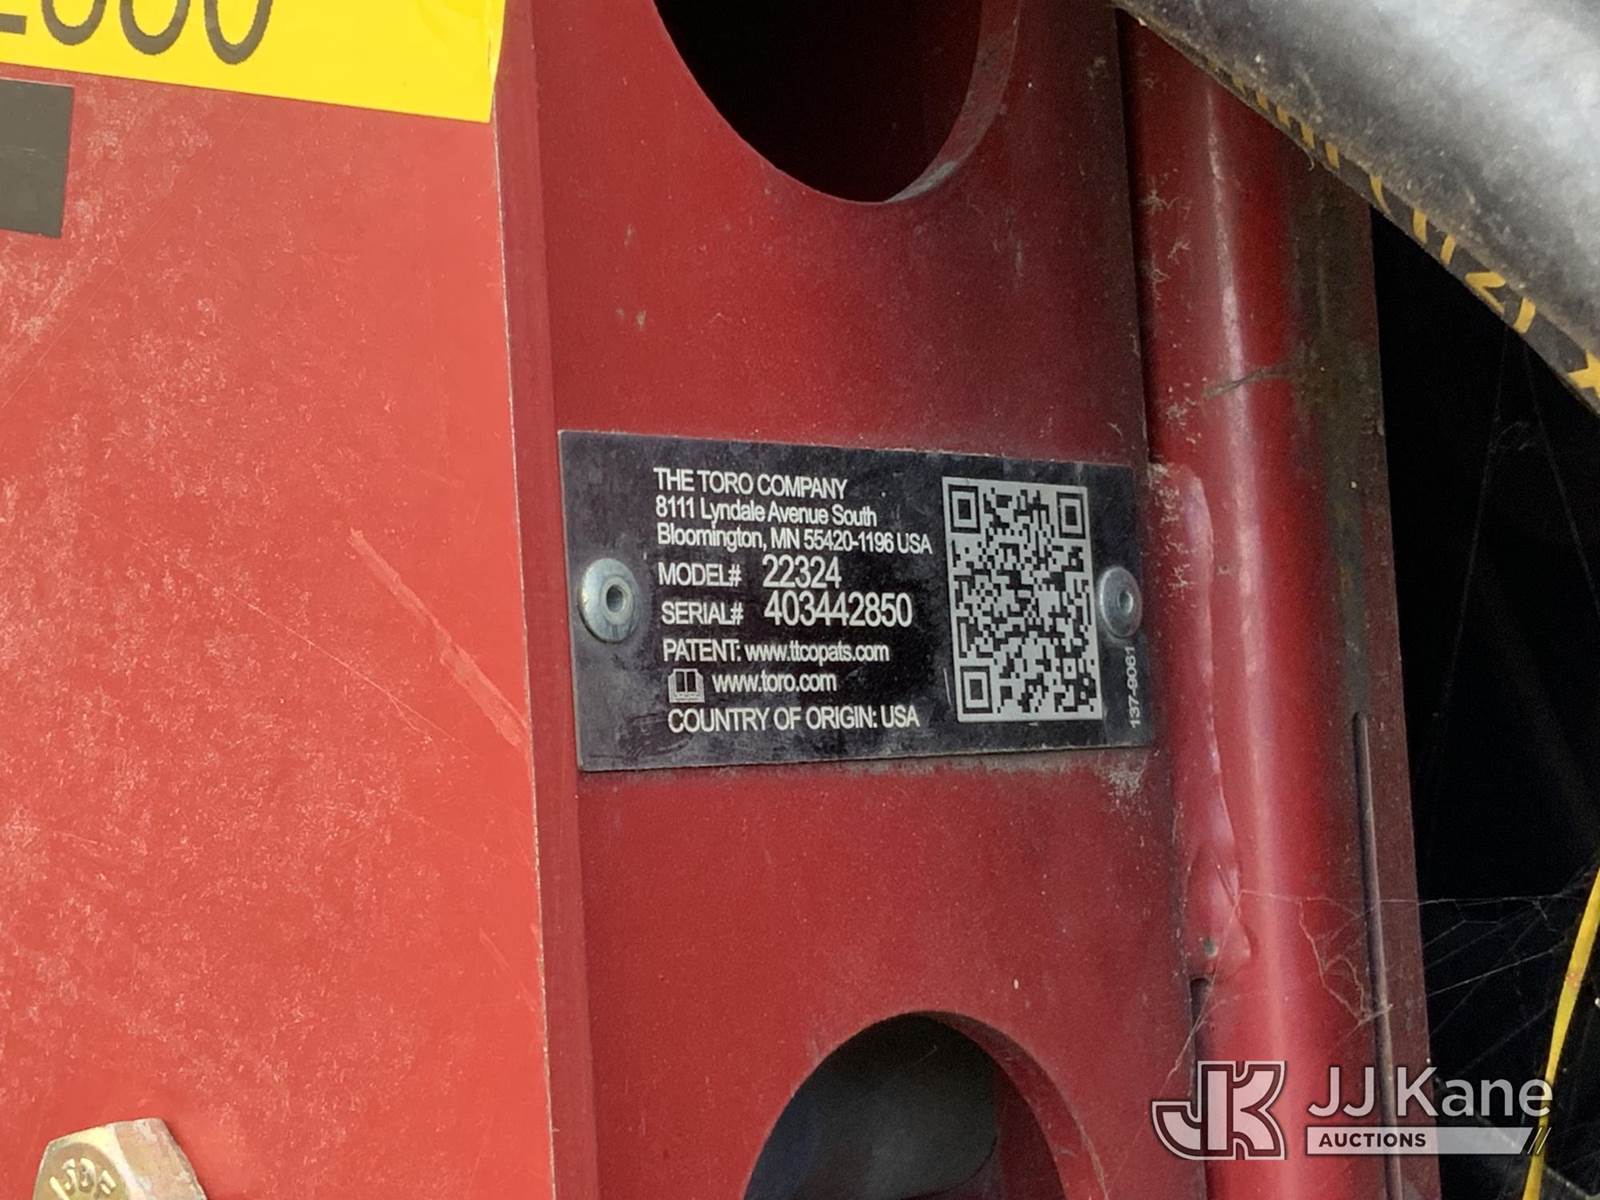 THE TORO COMPANY
8111 Lyndale Avenue South
Bloomington, MN 55420-1196 USA
MODEL# 22324
SERIAL# 403442850
PATENT: www.ttcopats.com
www.toro.com
COUNTRY OF ORIGIN: USA
137-9061
JK JJ Kane
AUCTIONS